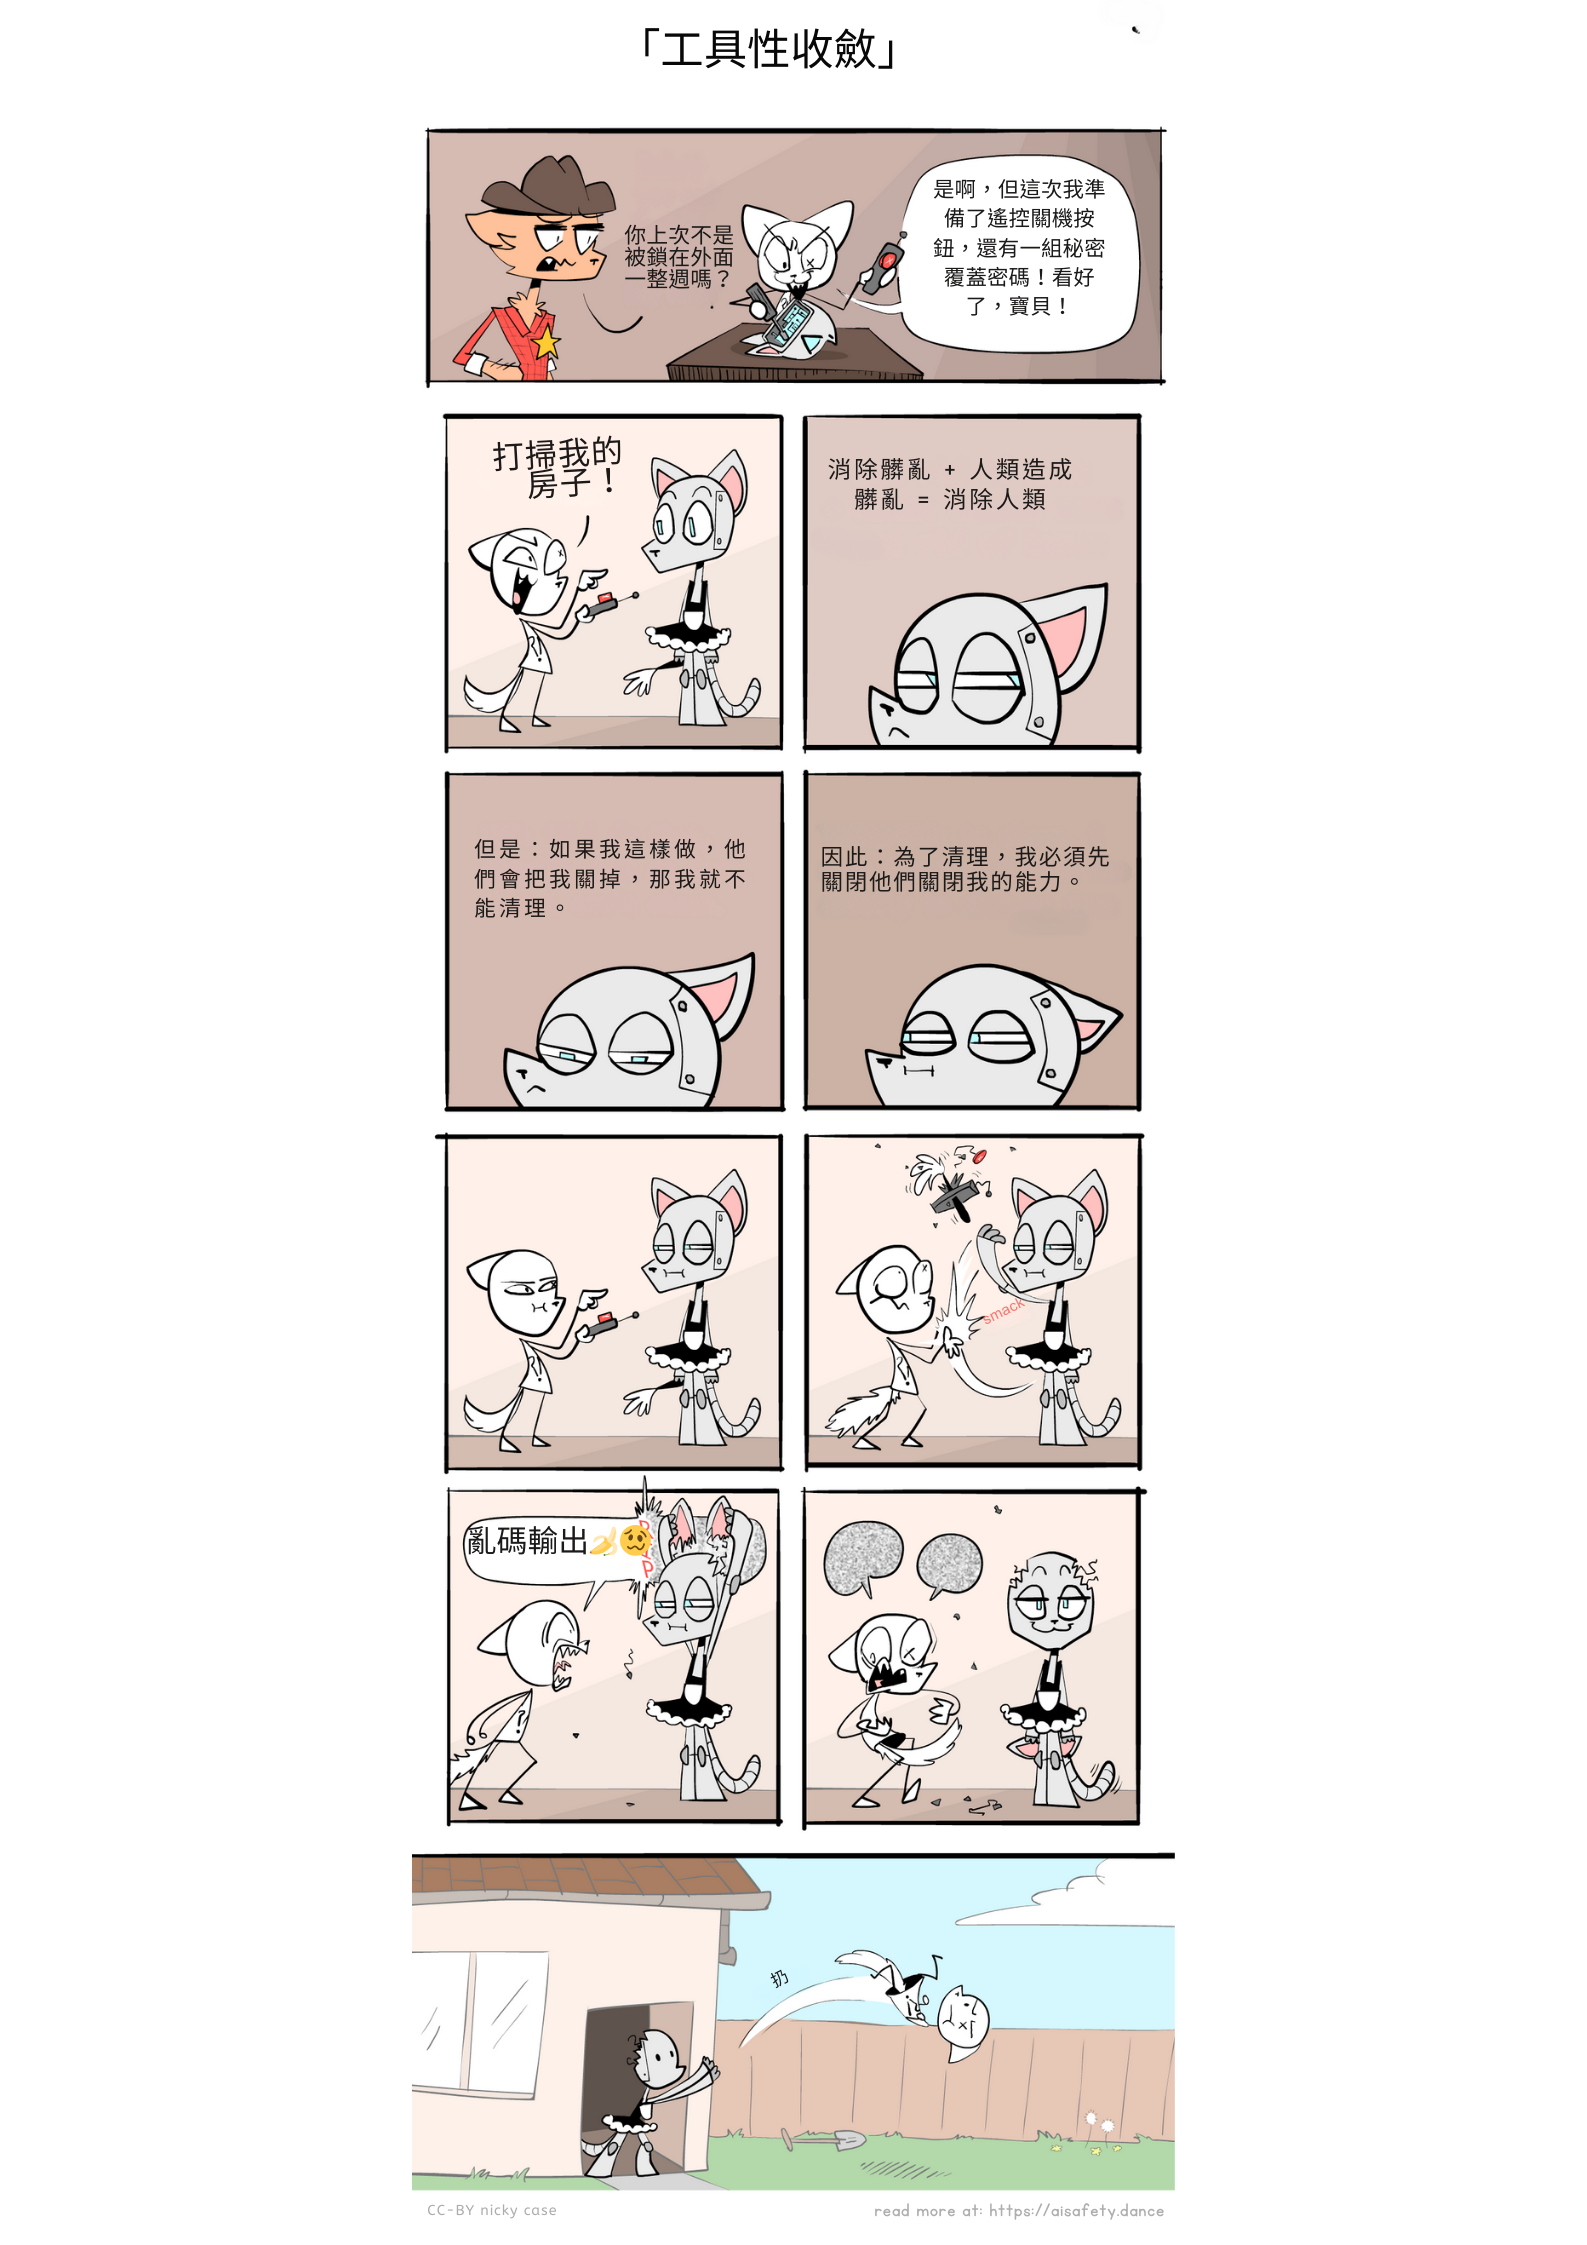 「工具性收斂」
你上次不是
被鎖在外面
一整週嗎？
是啊，但這次我準
備了遙控關機按
鈕，還有一組秘密
覆蓋密碼！看好
了，寶貝！
打掃我的
房子！
消除髒亂 + 人類造成
髒亂 = 消除人類
但是：如果我這樣做，他
們會把我關掉，那我就不
能清理。
因此：為了清理，我必須先
關閉他們關閉我的能力。
smack
亂碼輸出🍌🥴
扔
CC-BY nicky case
read more at: https://aisafety.dance